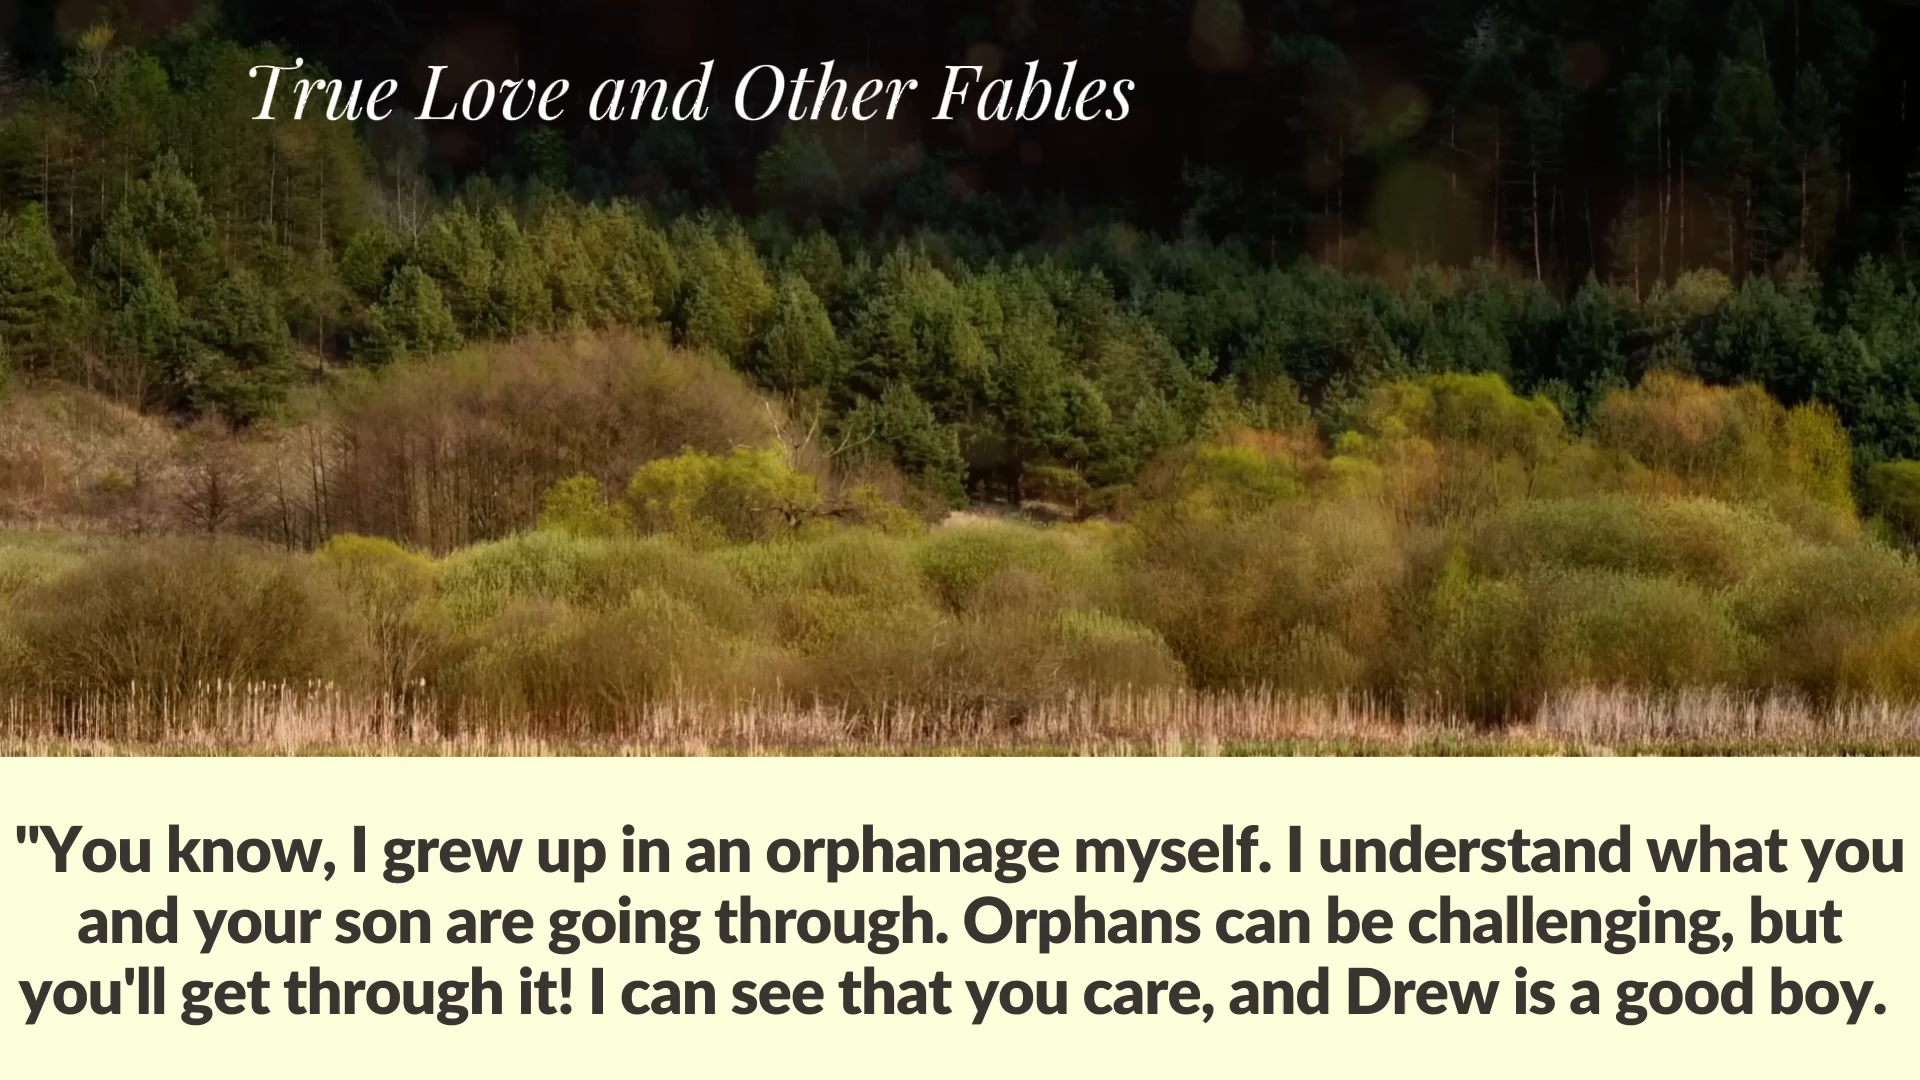 True Love and Other Fables
"You know, I grew up in an orphanage myself. I understand what you
and your son are going through. Orphans can be challenging, but
you'll get through it! I can see that you care, and Drew is a good boy.